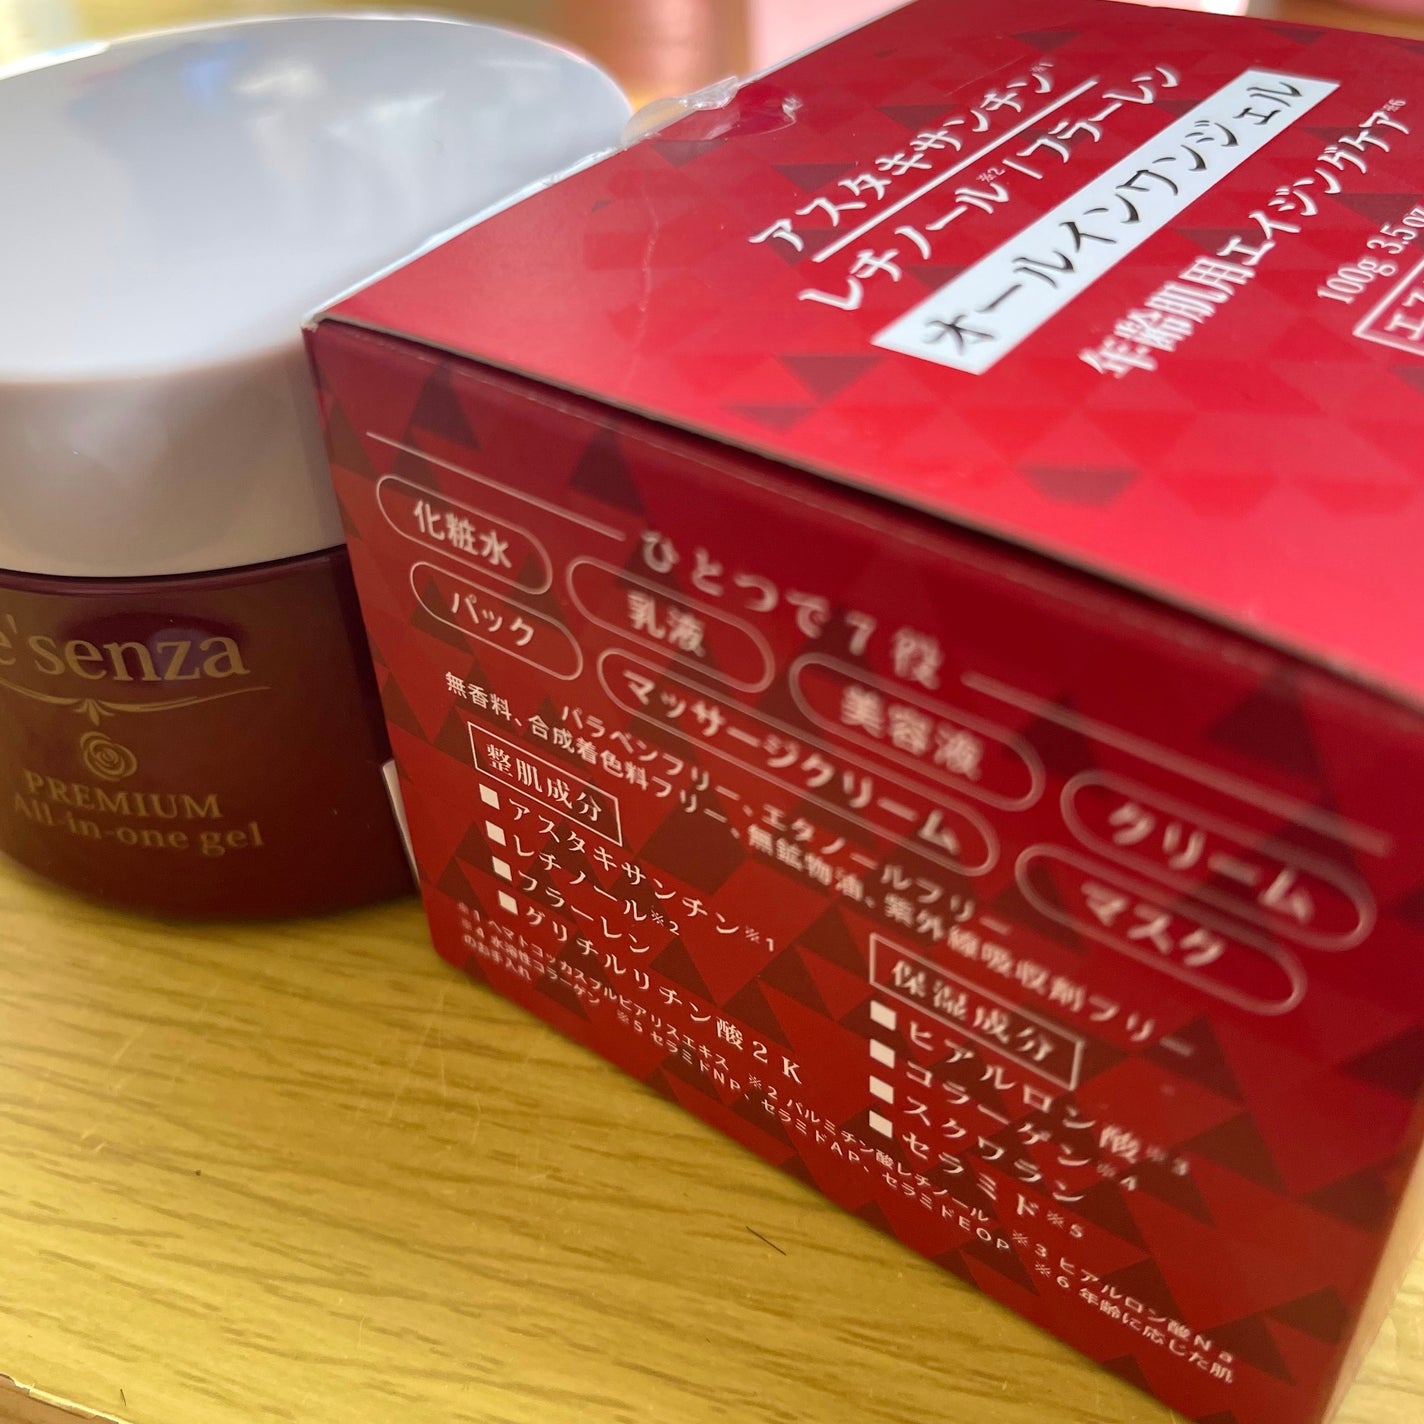 e'senza
PREMIUM
All-in-one gel
アスタキサンチン※1
レチノール※2 | フラーレン
オールインワンジェル
年齢肌用エイジングケア※6
100g 3.5oz
ひとつで7役
化粧水 乳液 美容液 クリーム
パック マッサージクリーム マスク
パラベンフリー、エタノールフリー
無香料、合成着色料フリー、無鉱物油、紫外線吸収剤フリー
整肌成分
■アスタキサンチン※1
■レチノール※2
■フラーレン
■グリチルリチン酸2K
保湿成分
■ヒアルロン酸※3
■コラーゲン※4
■スクワラン
■セラミド※5
※1 ヘマトコッカスプルビアリスエキス ※2 パルミチン酸レチノール ※3 ヒアルロン酸Na
※4 水溶性コラーゲン ※5 セラミドNP、セラミドAP、セラミドEOP ※6 年齢に応じた肌
のお手入れ